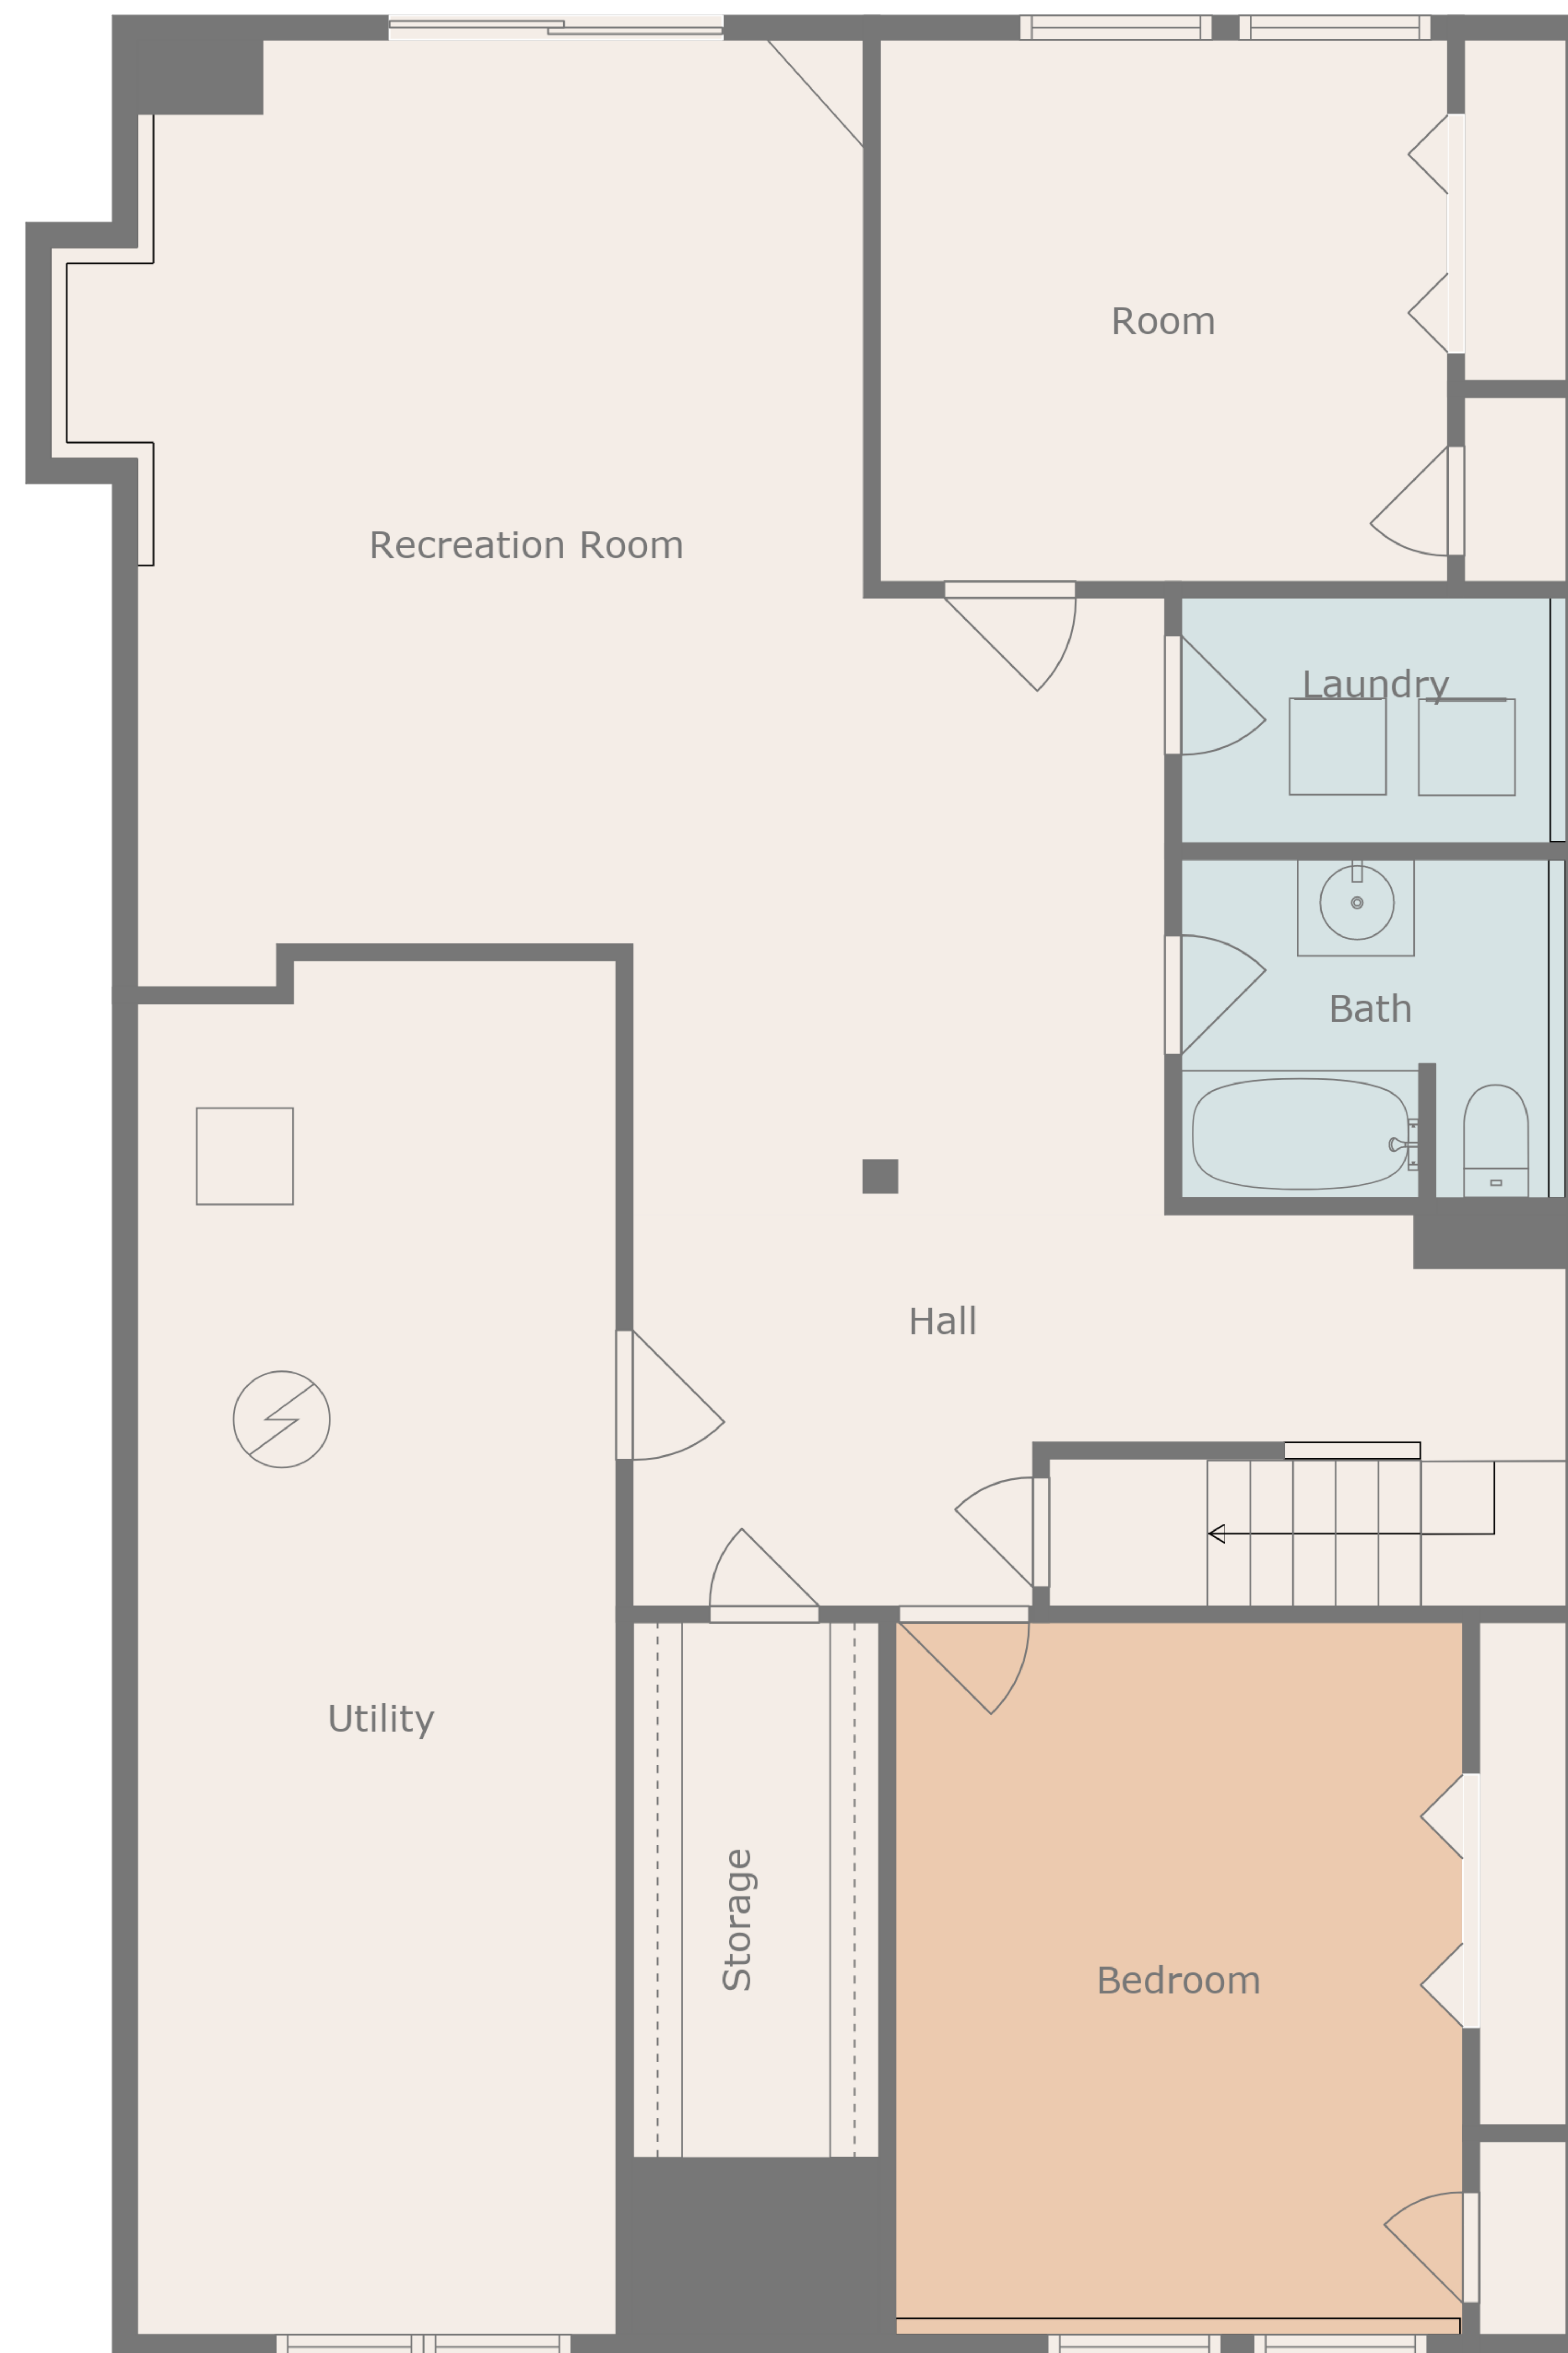 Room
Recreation Room
Laundry
Bath
Hall
Utility
Storage
Bedroom